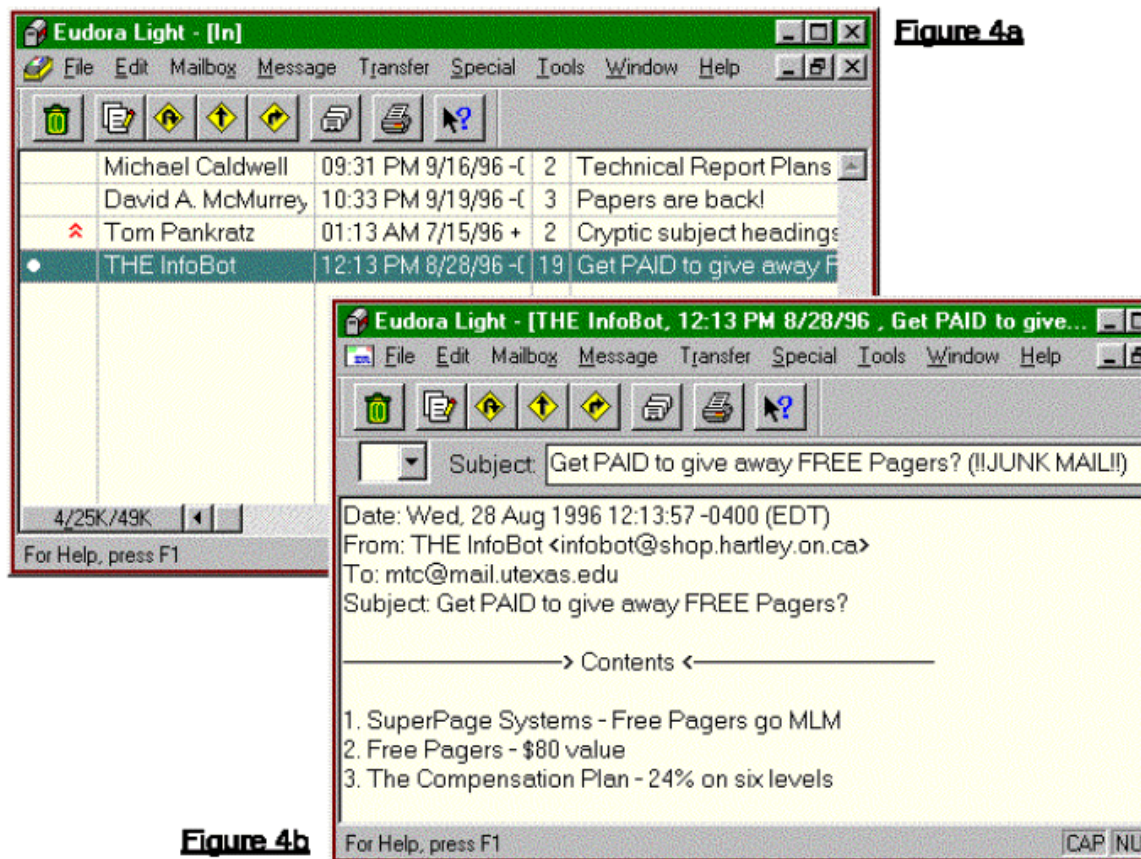 Eudora Light - [In]
Figure 4a
File Edit Mailbox Message Transfer Special Tools Window Help
Michael Caldwell 09:31 PM 9/16/96 -( 2 Technical Report Plans
David A. McMurrey 10:33 PM 9/19/96 -( 3 Papers are back!
Tom Pankratz 01:13 AM 7/15/96 + 2 Cryptic subject headings
THE InfoBot 12:13 PM 8/28/96 -( 19 Get PAID to give away F
4/25K/49K
For Help, press F1
Eudora Light - [THE InfoBot, 12:13 PM 8/28/96 , Get PAID to give...
File Edit Mailbox Message Transfer Special Tools Window Help
Subject: Get PAID to give away FREE Pagers? (!!JUNK MAIL!!)
Date: Wed, 28 Aug 1996 12:13:57 -0400 (EDT)
From: THE InfoBot <infobot@shop.hartley.on.ca>
To: mtc@mail.utexas.edu
Subject: Get PAID to give away FREE Pagers?
> Contents <
1. SuperPage Systems - Free Pagers go MLM
2. Free Pagers - $80 value
3. The Compensation Plan - 24% on six levels
For Help, press F1 CAP NU
Figure 4b